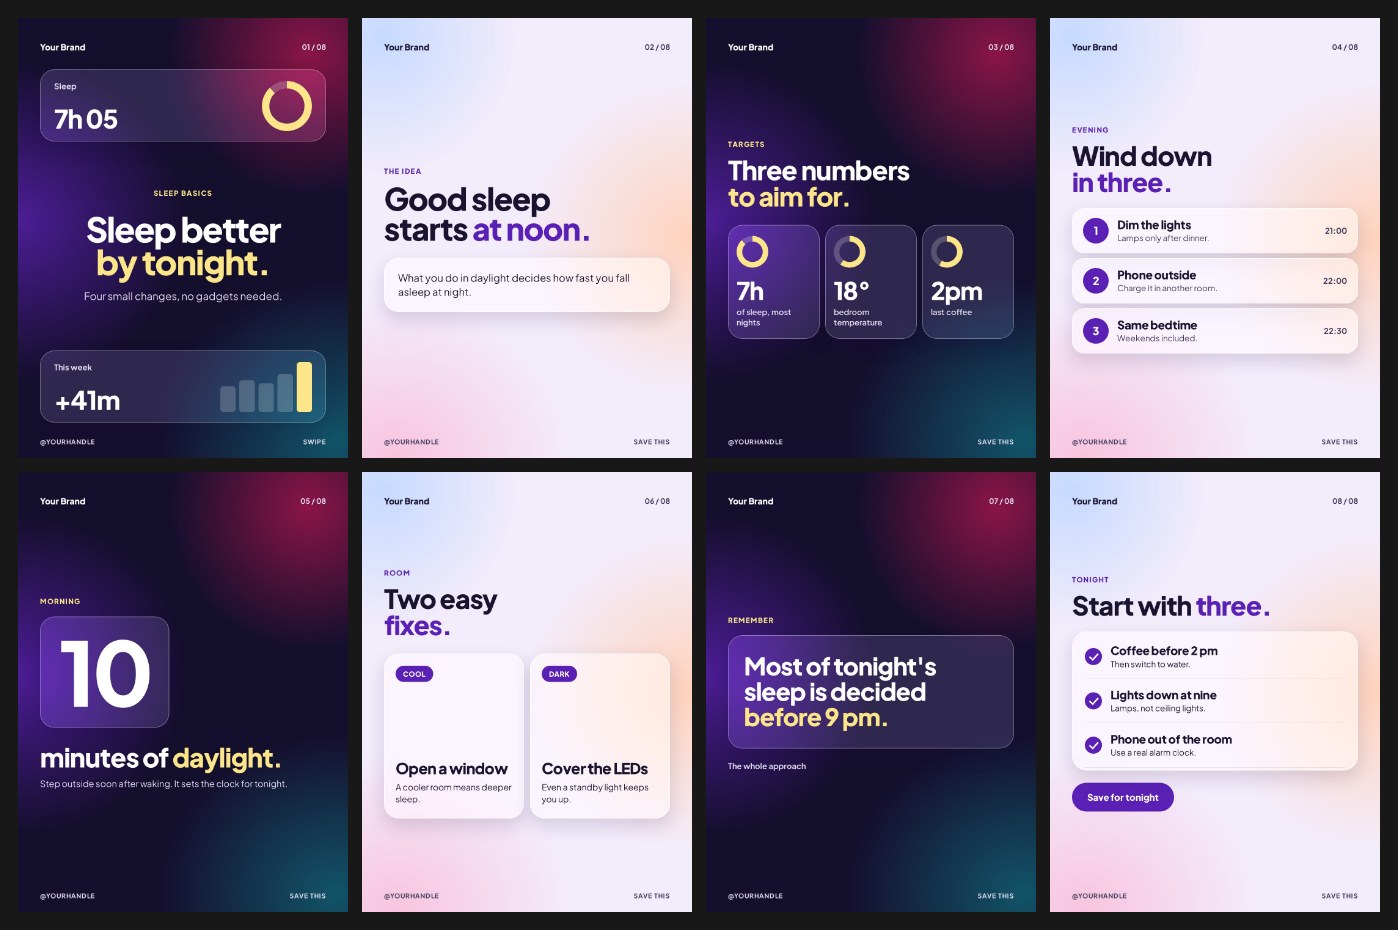 Your Brand
01 / 08
Sleep
7h 05
SLEEP BASICS
Sleep better
by tonight.
Four small changes, no gadgets needed.
This week
+41m
@YOURHANDLE
SWIPE
Your Brand
02 / 08
THE IDEA
Good sleep
starts at noon.
What you do in daylight decides how fast you fall
asleep at night.
@YOURHANDLE
SAVE THIS
Your Brand
03 / 08
TARGETS
Three numbers
to aim for.
7h
of sleep, most
nights
18°
bedroom
temperature
2pm
last coffee
@YOURHANDLE
SAVE THIS
Your Brand
04 / 08
EVENING
Wind down
in three.
1
Dim the lights
Lamps only after dinner.
21:00
2
Phone outside
Charge it in another room.
22:00
3
Same bedtime
Weekends included.
22:30
@YOURHANDLE
SAVE THIS
Your Brand
05 / 08
MORNING
10
minutes of daylight.
Step outside soon after waking. It sets the clock for tonight.
@YOURHANDLE
SAVE THIS
Your Brand
06 / 08
ROOM
Two easy
fixes.
COOL
Open a window
A cooler room means deeper
sleep.
DARK
Cover the LEDs
Even a standby light keeps
you up.
@YOURHANDLE
SAVE THIS
Your Brand
07 / 08
REMEMBER
Most of tonight's
sleep is decided
before 9 pm.
The whole approach
@YOURHANDLE
SAVE THIS
Your Brand
08 / 08
TONIGHT
Start with three.
Coffee before 2 pm
Then switch to water.
Lights down at nine
Lamps, not ceiling lights.
Phone out of the room
Use a real alarm clock.
Save for tonight
@YOURHANDLE
SAVE THIS